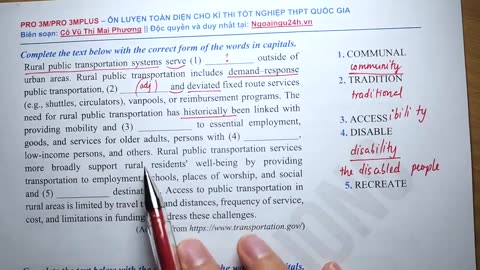 PRO 3M/PRO 3MPLUS – ÔN LUYỆN TOÀN DIỆN CHO KÌ THI TỐT NGHIỆP THPT QUỐC GIA
Biên soạn: Cô Vũ Thị Mai Phương || Độc quyền và duy nhất tại: Ngoaingu24h.vn
Complete the text below with the correct form of the words in capitals.
Rural public transportation systems serve (1) __________ outside of
urban areas. Rural public transportation includes demand–response
public transportation, (2) (adj) and deviated fixed route services
(e.g., shuttles, circulators), vanpools, or reimbursement programs. The
need for rural public transportation has historically been linked with
providing mobility and (3) __________ to essential employment,
goods, and services for older adults, persons with (4) __________,
low-income persons, and others. Rural public transportation services
more broadly support rural residents' well-being by providing
transportation to employment, schools, places of worship, and social
and (5) destinat Access to public transportation in
rural areas is limited by travel and distances, frequency of service,
cost, and limitations in funding dress these challenges.
from https://www.transportation.gov/)
1. COMMUNAL
community
2. TRADITION
traditional
3. ACCESS ibility
4. DISABLE
disability
the disabled people
5. RECREATE